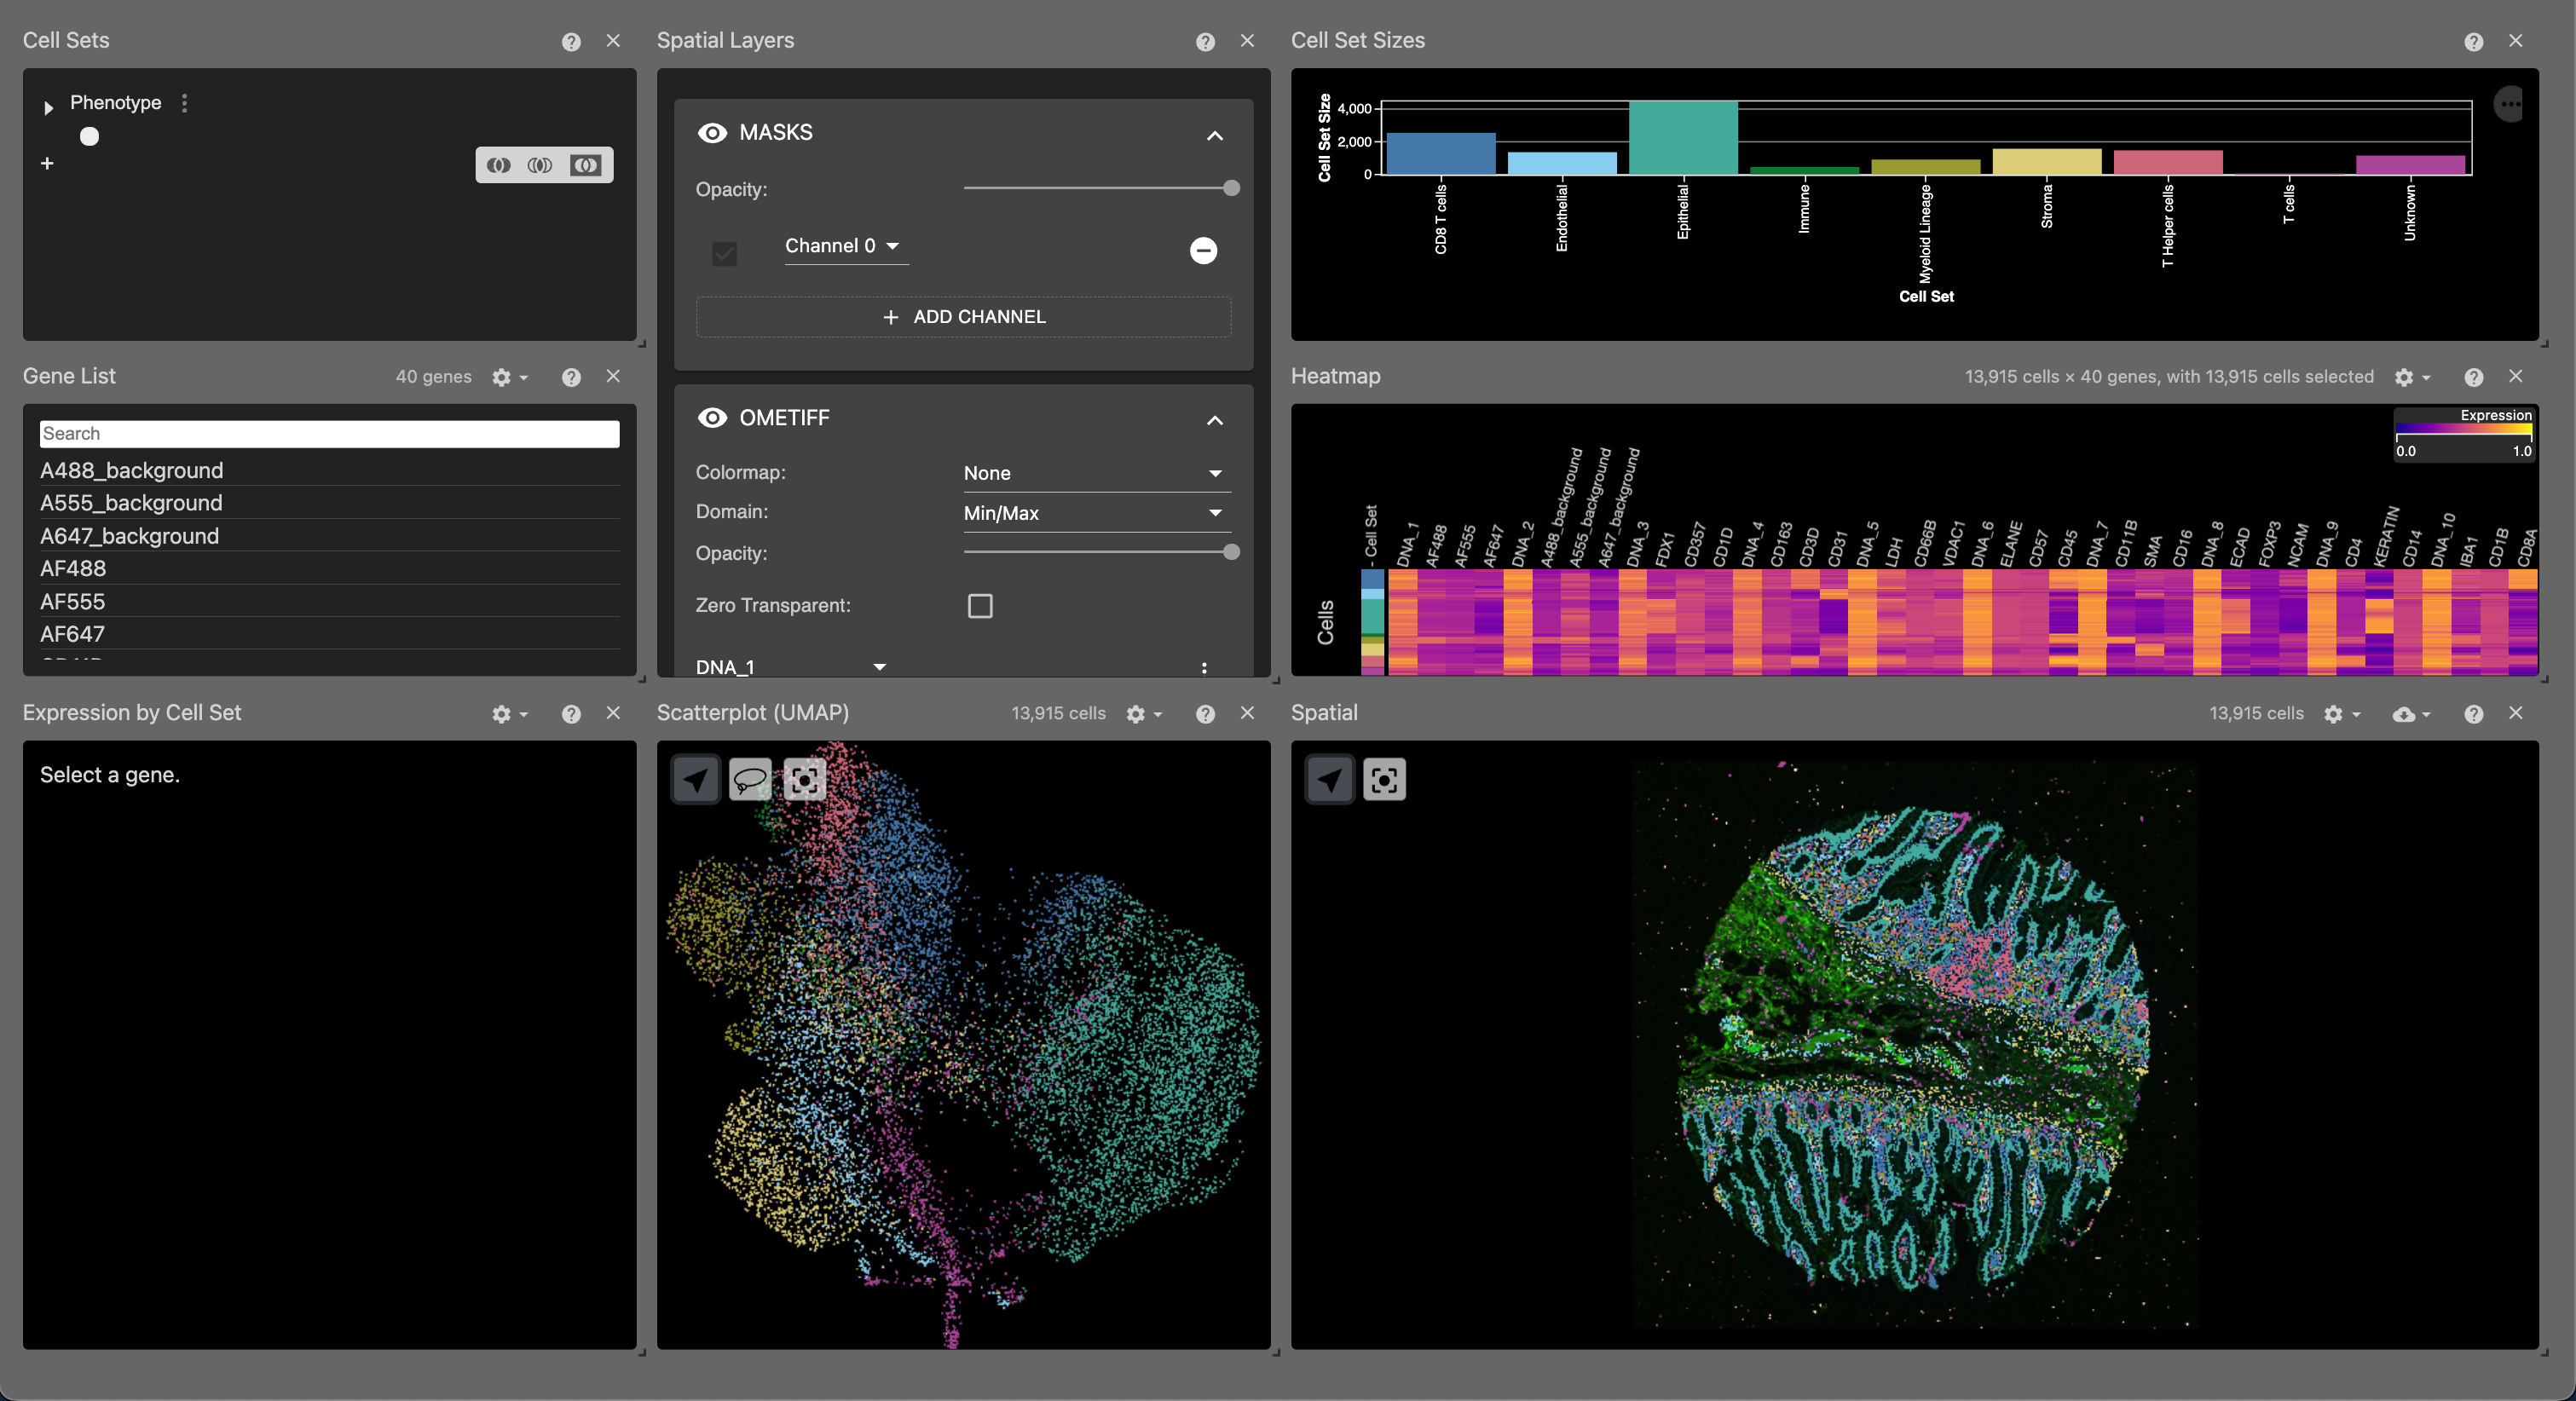 Cell Sets
Phenotype
Spatial Layers
MASKS
Opacity:
Channel 0
ADD CHANNEL
OMETIFF
Colormap: None
Domain: Min/Max
Opacity:
Zero Transparent:
DNA_1
Cell Set Sizes
Cell Set Size
4,000
2,000
0
CD8 T cells
Endothelial
Epithelial
Immune
Myeloid Lineage
Stroma
T Helper cells
T cells
Unknown
Cell Set
Gene List 40 genes
Search
A488_background
A555_background
A647_background
AF488
AF555
AF647
Heatmap 13,915 cells × 40 genes, with 13,915 cells selected
Expression
0.0 1.0
- Cell Set
DNA_1
AF488
AF555
AF647
DNA_2
A488_background
A555_background
A647_background
DNA_3
FDX1
CD357
CD1D
DNA_4
CD163
CD3D
CD31
DNA_5
LDH
CD66B
VDAC1
DNA_6
ELANE
CD57
CD45
DNA_7
CD11B
SMA
CD16
DNA_8
ECAD
FOXP3
NCAM
DNA_9
CD4
KERATIN
CD14
DNA_10
IBA1
CD1B
CD8A
Cells
Expression by Cell Set
Select a gene.
Scatterplot (UMAP) 13,915 cells
Spatial 13,915 cells